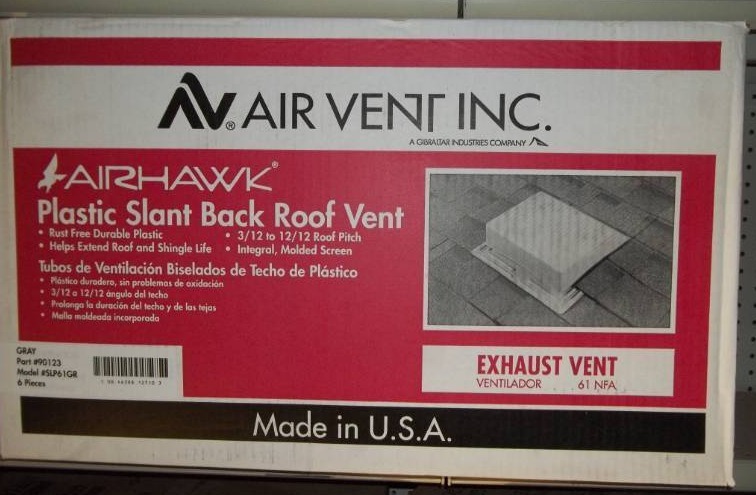 AV® AIR VENT INC.
A GIBRALTAR INDUSTRIES COMPANY
AIRHAWK®
Plastic Slant Back Roof Vent
• Rust Free Durable Plastic
• 3/12 to 12/12 Roof Pitch
• Helps Extend Roof and Shingle Life
• Integral, Molded Screen
Tubos de Ventilación Biselados de Techo de Plástico
• Plástico duradero, sin problemas de oxidación
• 3/12 a 12/12 ángulo del techo
• Prolonga la duración del techo y de las tejas
• Malla moldeada incorporada
GRAY
Part #90123
Model #SLP61GR
6 Pieces
EXHAUST VENT
VENTILADOR 61 NFA
Made in U.S.A.